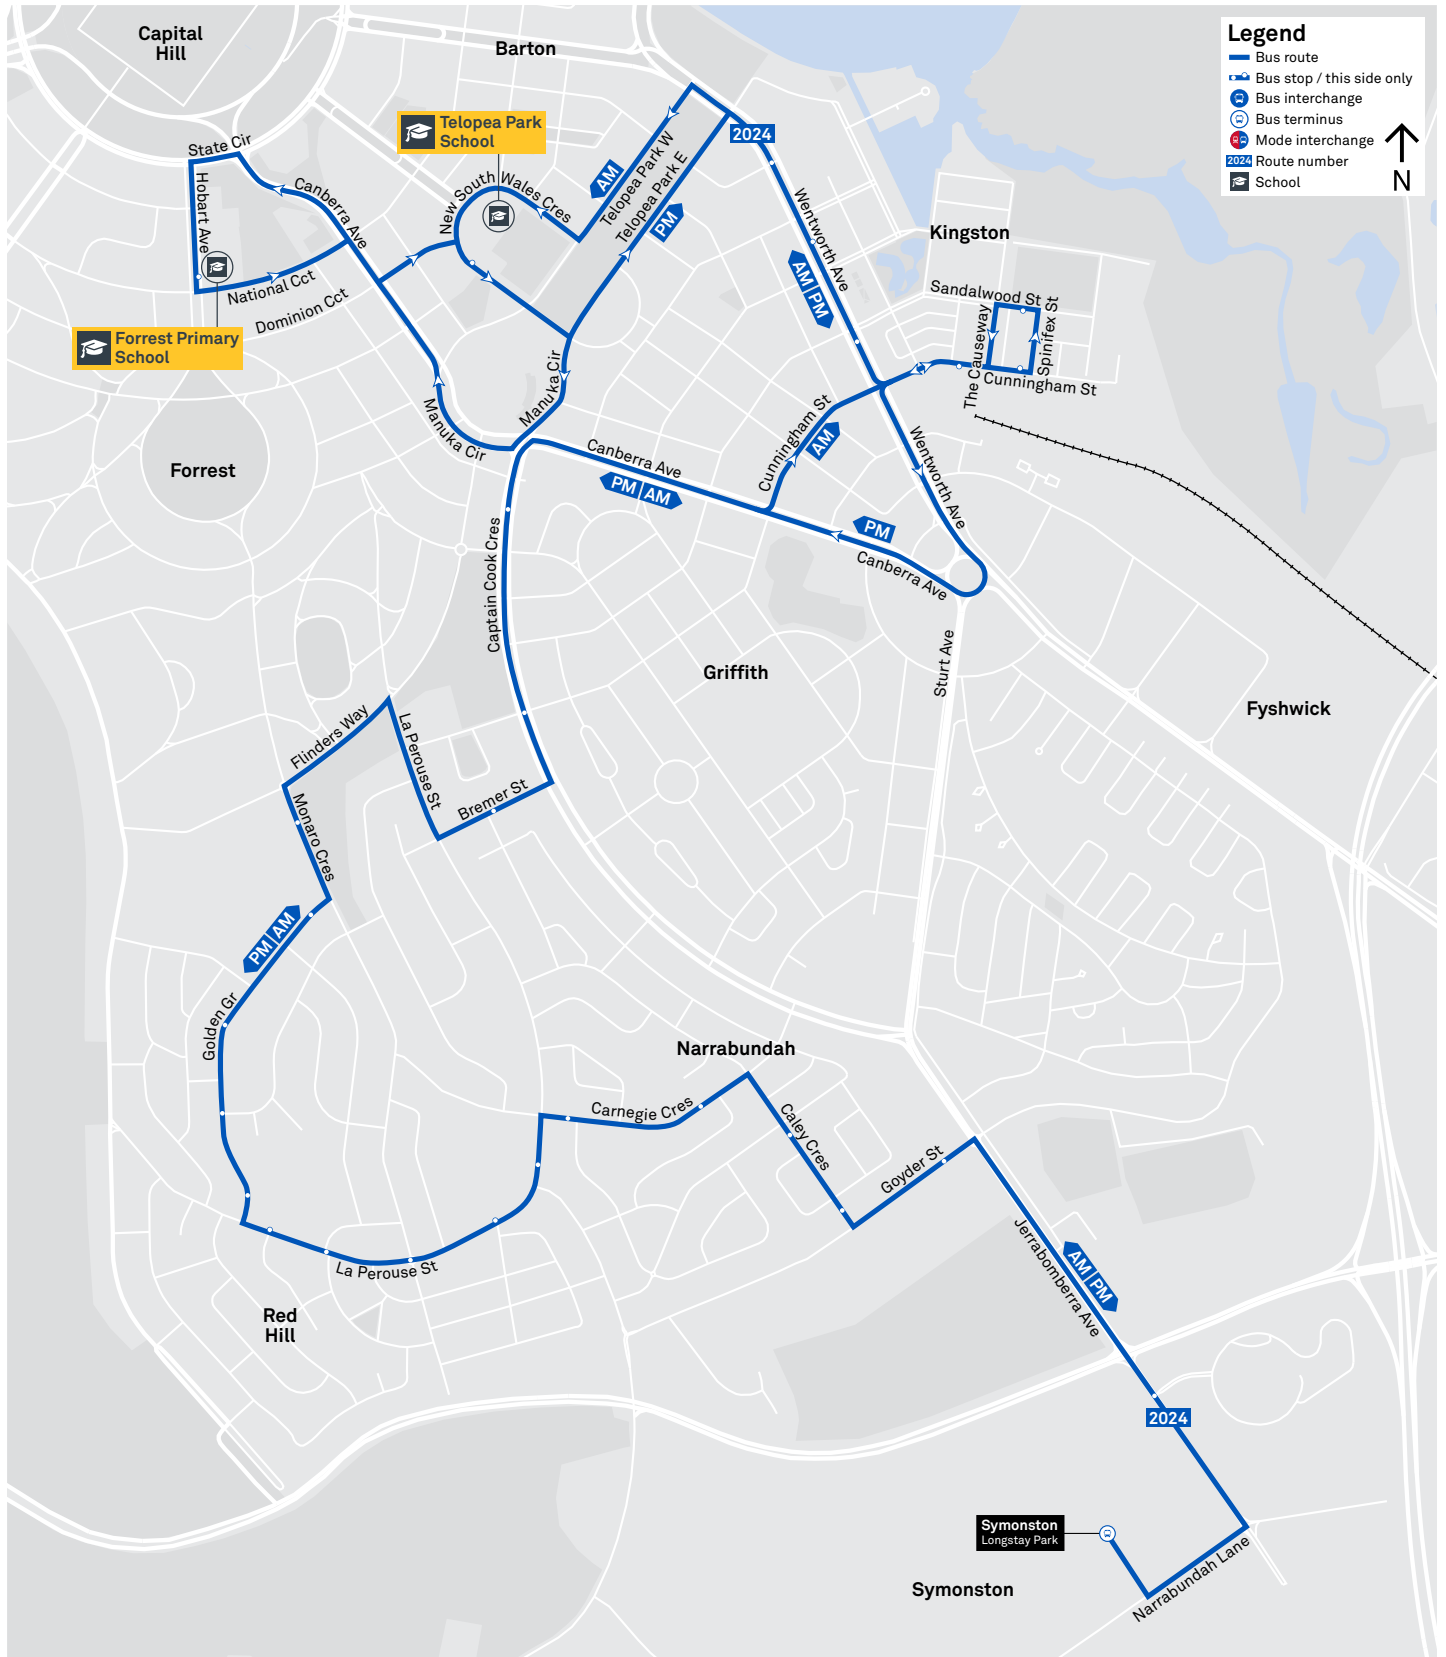 Capital
Hill
Barton
Legend
Bus route
Bus stop / this side only
Bus interchange
Bus terminus
Mode interchange
2024 Route number
School
N
Telopea Park
School
2024
State Cir
Hobart Ave
Canberra Ave
New South Wales Cres
AM
Telopea Park W
Telopea Park E
PM
Wentworth Ave
AM PM
Kingston
Sandalwood St
The Causeway
Spinifex St
Cunningham St
National Cct
Dominion Cct
Forrest Primary
School
Manuka Cir
Manuka Cir
Forrest
Canberra Ave
PM AM
Cunningham St
AM
Wentworth Ave
PM
Canberra Ave
Captain Cook Cres
Griffith
Sturt Ave
Fyshwick
Flinders Way
La Perouse St
Bremer St
Monaro Cres
PM AM
Golden Gr
Narrabundah
Carnegie Cres
Caley Cres
Goyder St
Jerrabomberra Ave
AM PM
La Perouse St
Red
Hill
2024
Symonston
Longstay Park
Narrabundah Lane
Symonston